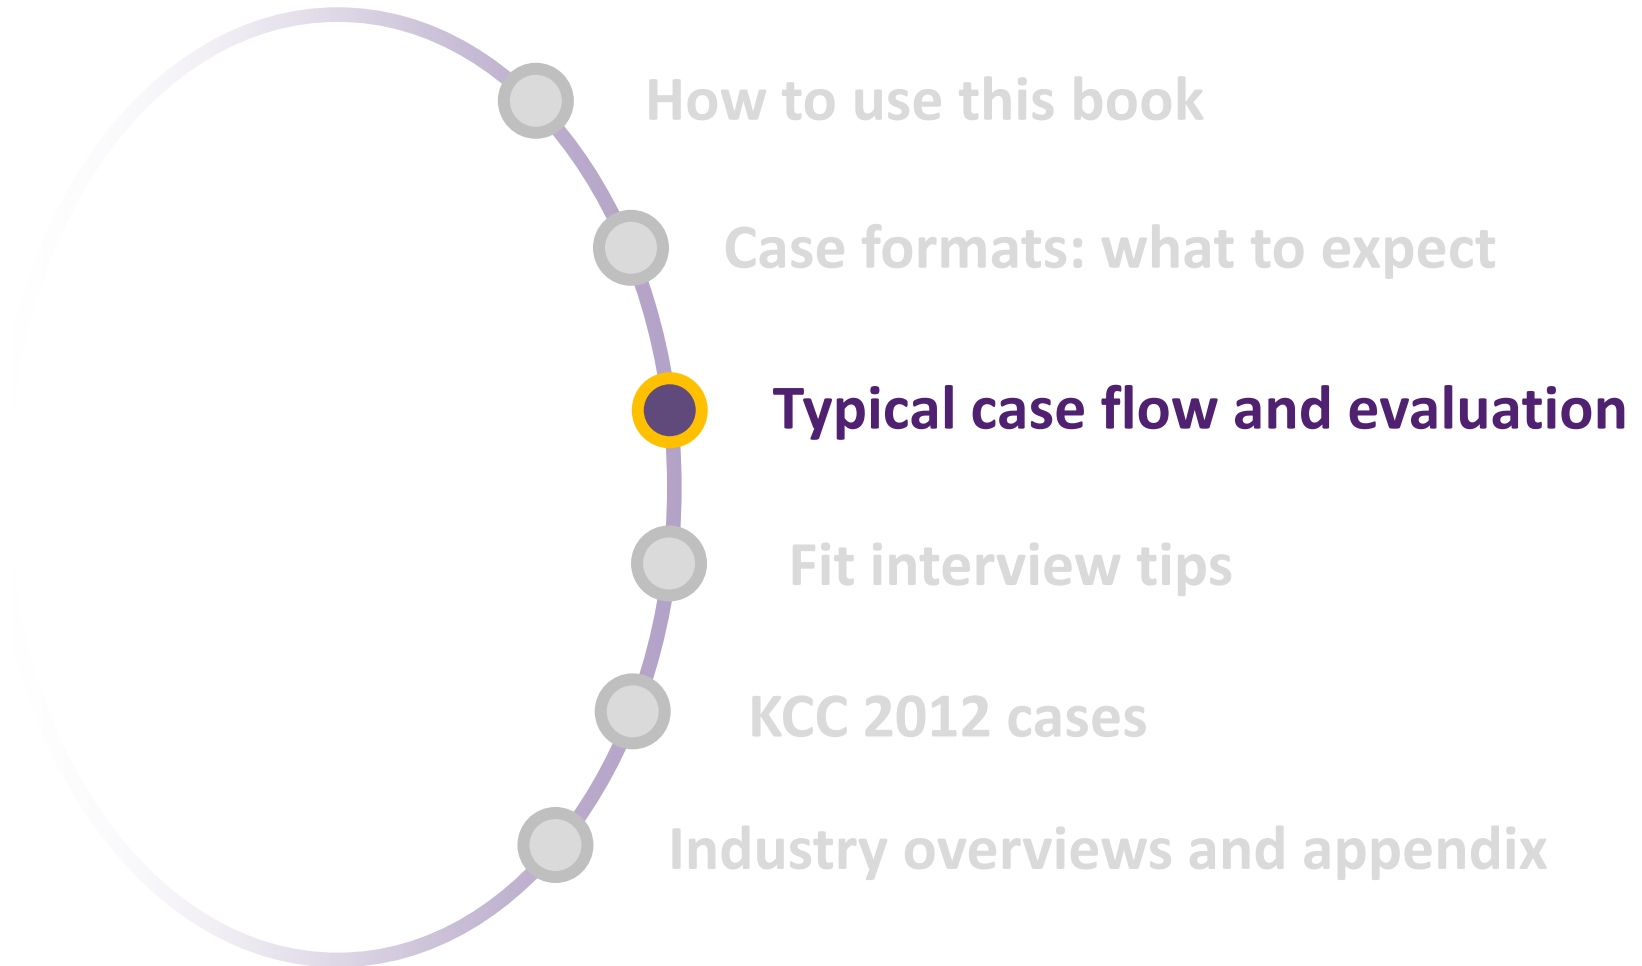 How to use this book
Case formats: what to expect
Typical case flow and evaluation
Fit interview tips
KCC 2012 cases
Industry overviews and appendix